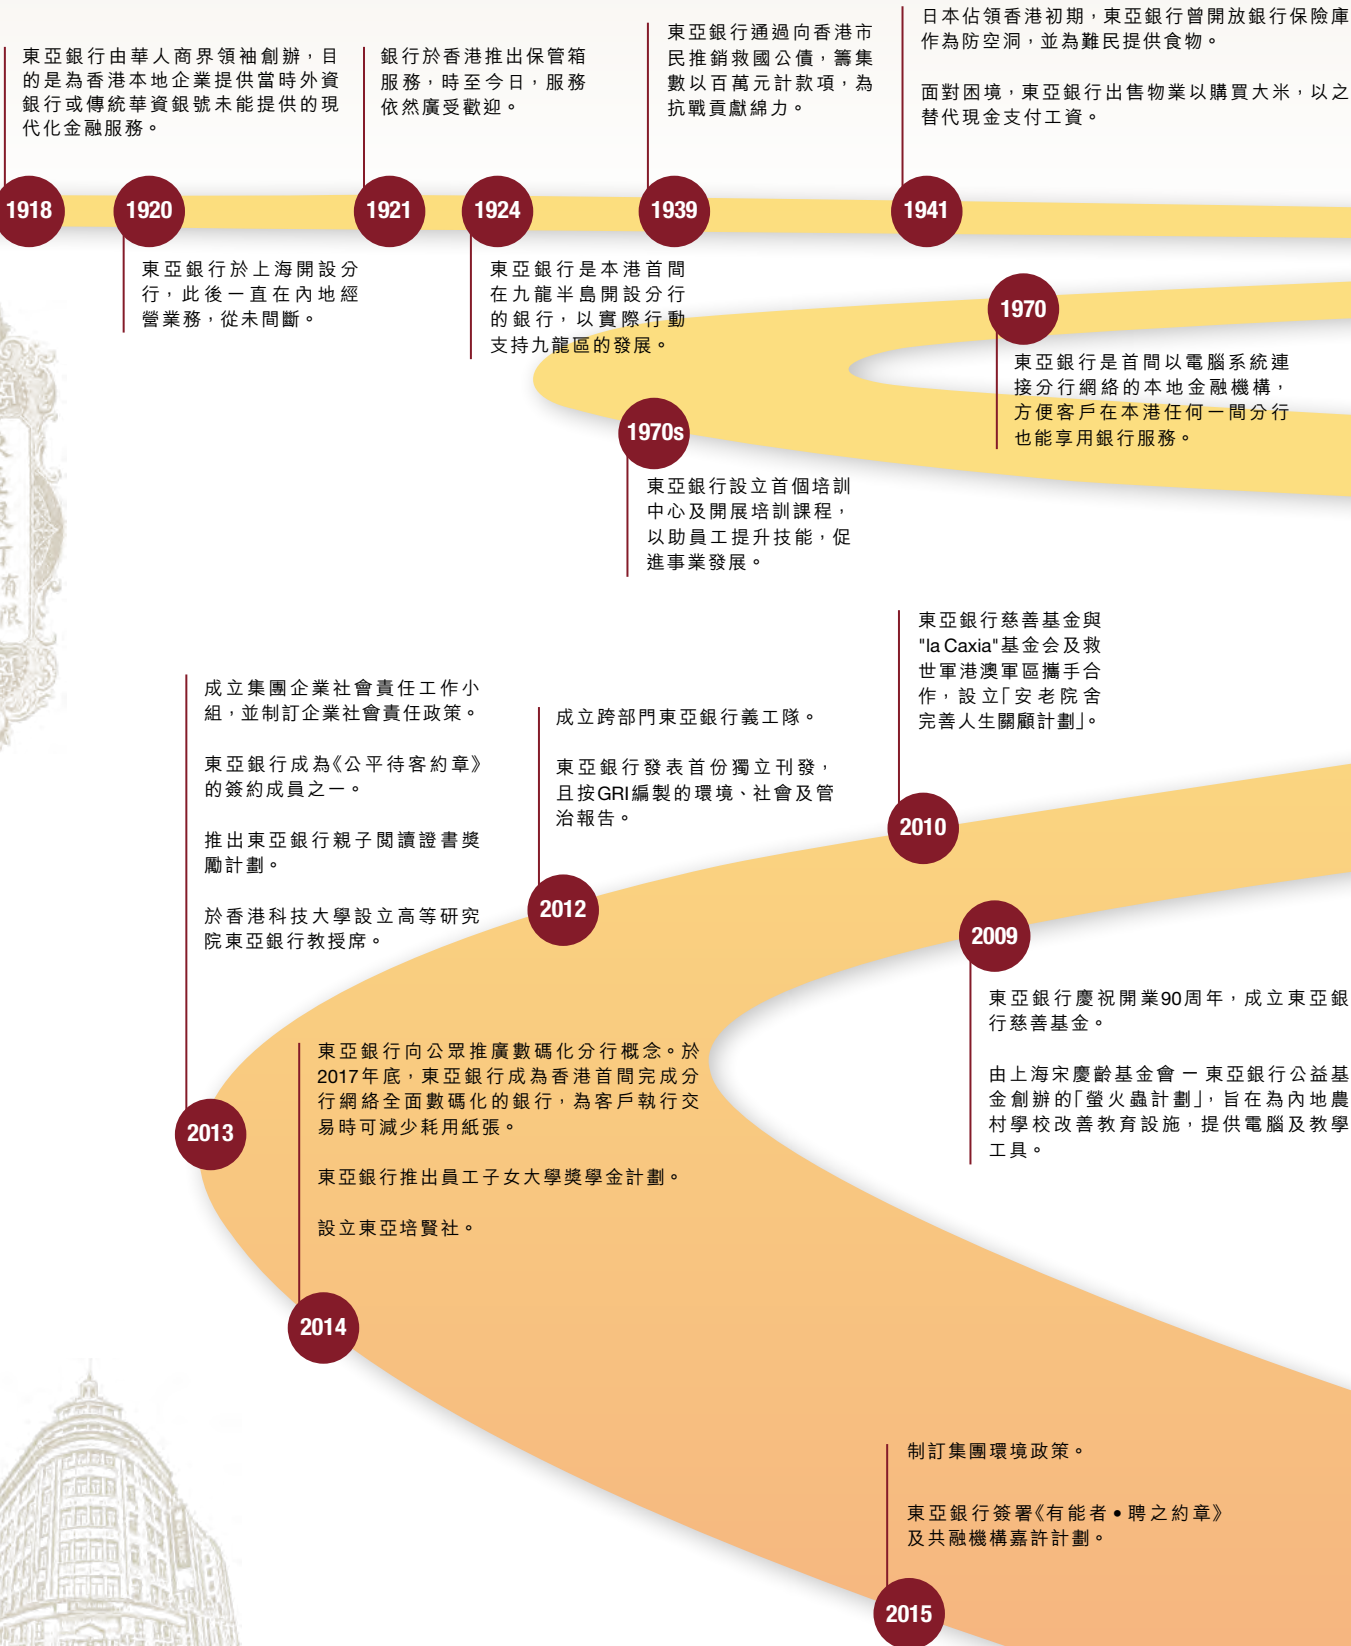 東亞銀行由華人商界領袖創辦，目
的是為香港本地企業提供當時外資
銀行或傳統華資銀號未能提供的現
代化金融服務。
1918
1920
東亞銀行於上海開設分
行，此後一直在內地經
營業務，從未間斷。
銀行於香港推出保管箱
服務，時至今日，服務
依然廣受歡迎。
1921
1924
東亞銀行是本港首間
在九龍半島開設分行
的銀行，以實際行動
支持九龍區的發展。
東亞銀行通過向香港市
民推銷救國公債，籌集
數以百萬元計款項，為
抗戰貢獻綿力。
1939
日本佔領香港初期，東亞銀行曾開放銀行保險庫
作為防空洞，並為難民提供食物。
面對困境，東亞銀行出售物業以購買大米，以之
替代現金支付工資。
1941
1970
東亞銀行是首間以電腦系統連
接分行網絡的本地金融機構，
方便客戶在本港任何一間分行
也能享用銀行服務。
1970s
東亞銀行設立首個培訓
中心及開展培訓課程，
以助員工提升技能，促
進事業發展。
東亞銀行慈善基金與
"la Caxia"基金会及救
世軍港澳軍區攜手合
作，設立「安老院舍
完善人生關顧計劃」。
2010
2009
東亞銀行慶祝開業90周年，成立東亞銀
行慈善基金。
由上海宋慶齡基金會 — 東亞銀行公益基
金創辦的「螢火蟲計劃」，旨在為內地農
村學校改善教育設施，提供電腦及教學
工具。
成立跨部門東亞銀行義工隊。
東亞銀行發表首份獨立刊發，
且按GRI編製的環境、社會及管
治報告。
2012
成立集團企業社會責任工作小
組，並制訂企業社會責任政策。
東亞銀行成為《公平待客約章》
的簽約成員之一。
推出東亞銀行親子閱讀證書獎
勵計劃。
於香港科技大學設立高等研究
院東亞銀行教授席。
2013
東亞銀行向公眾推廣數碼化分行概念。於
2017年底，東亞銀行成為香港首間完成分
行網絡全面數碼化的銀行，為客戶執行交
易時可減少耗用紙張。
東亞銀行推出員工子女大學獎學金計劃。
設立東亞培賢社。
2014
制訂集團環境政策。
東亞銀行簽署《有能者•聘之約章》
及共融機構嘉許計劃。
2015